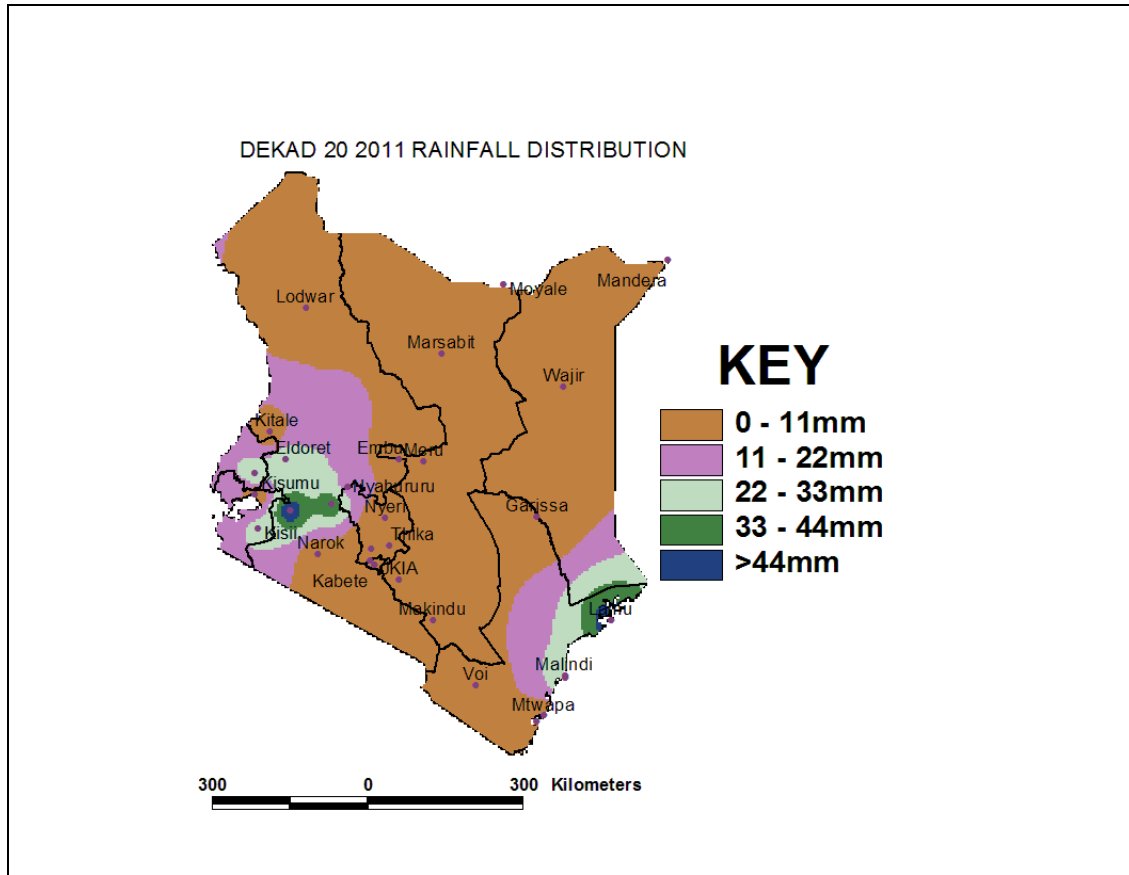 DEKAD 20 2011 RAINFALL DISTRIBUTION
Mandera
Moyale
Lodwar
Marsabit
KEY
Wajir
0 - 11mm
Kitale
11 - 22mm
Eldoret
Embu
Meru
22 - 33mm
Kisumu
Nyahururu
Nyeri
Garissa
33 - 44mm
Kisii
Thika
Narok
JKIA
>44mm
Kabete
Makindu
Lamu
Voi
Malindi
Mtwapa
300 0 300 Kilometers